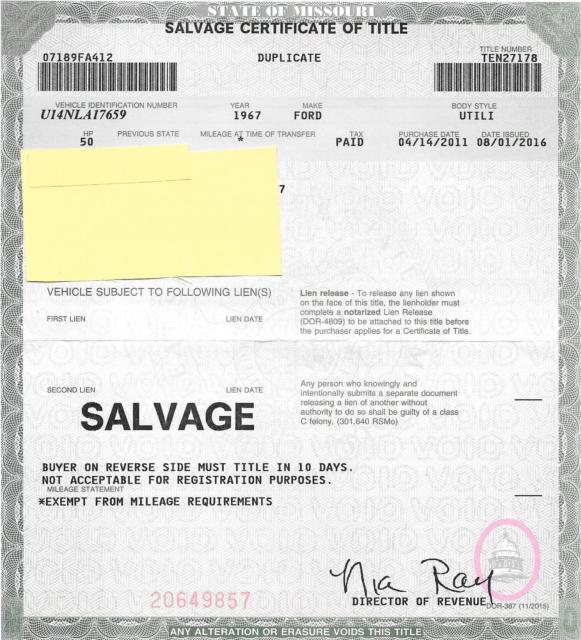 STATE OF MISSOURI
SALVAGE CERTIFICATE OF TITLE
07189FA412
DUPLICATE
TITLE NUMBER
TEN27178
VEHICLE IDENTIFICATION NUMBER YEAR MAKE BODY STYLE
U14NLA17659 1967 FORD UTILI
HP PREVIOUS STATE MILEAGE AT TIME OF TRANSFER TAX PURCHASE DATE DATE ISSUED
50 * PAID 04/14/2011 08/01/2016
7
VEHICLE SUBJECT TO FOLLOWING LIEN(S)
FIRST LIEN LIEN DATE
Lien release - To release any lien shown
on the face of this title, the lienholder must
complete a notarized Lien Release
(DOR-4809) to be attached to this title before
the purchaser applies for a Certificate of Title.
SECOND LIEN LIEN DATE
Any person who knowingly and
intentionally submits a separate document
releasing a lien of another without
authority to do so shall be guilty of a class
C felony. (301.640 RSMo)
SALVAGE
BUYER ON REVERSE SIDE MUST TITLE IN 10 DAYS.
NOT ACCEPTABLE FOR REGISTRATION PURPOSES.
MILEAGE STATEMENT
*EXEMPT FROM MILEAGE REQUIREMENTS
Nia Ray
20649857
DIRECTOR OF REVENUE
DOR-367 (11/2015)
ANY ALTERATION OR ERASURE VOIDS THIS TITLE